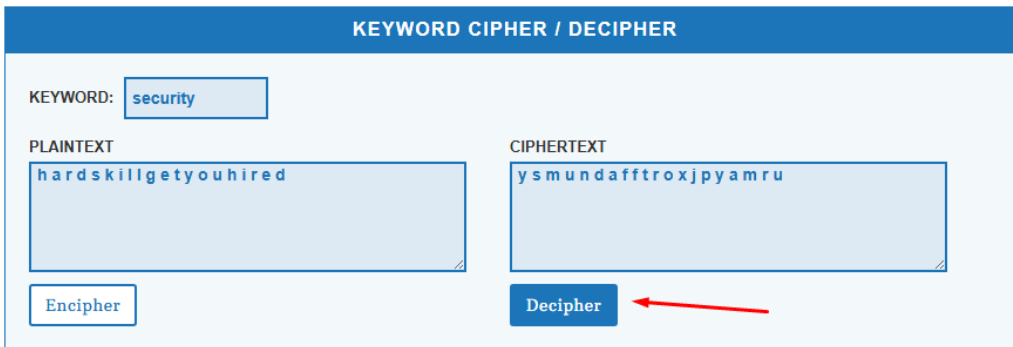 KEYWORD CIPHER / DECIPHER
KEYWORD: security
PLAINTEXT
h a r d s k i l l g e t y o u h i r e d
CIPHERTEXT
y s m u n d a f f t r o x j p y a m r u
Encipher
Decipher